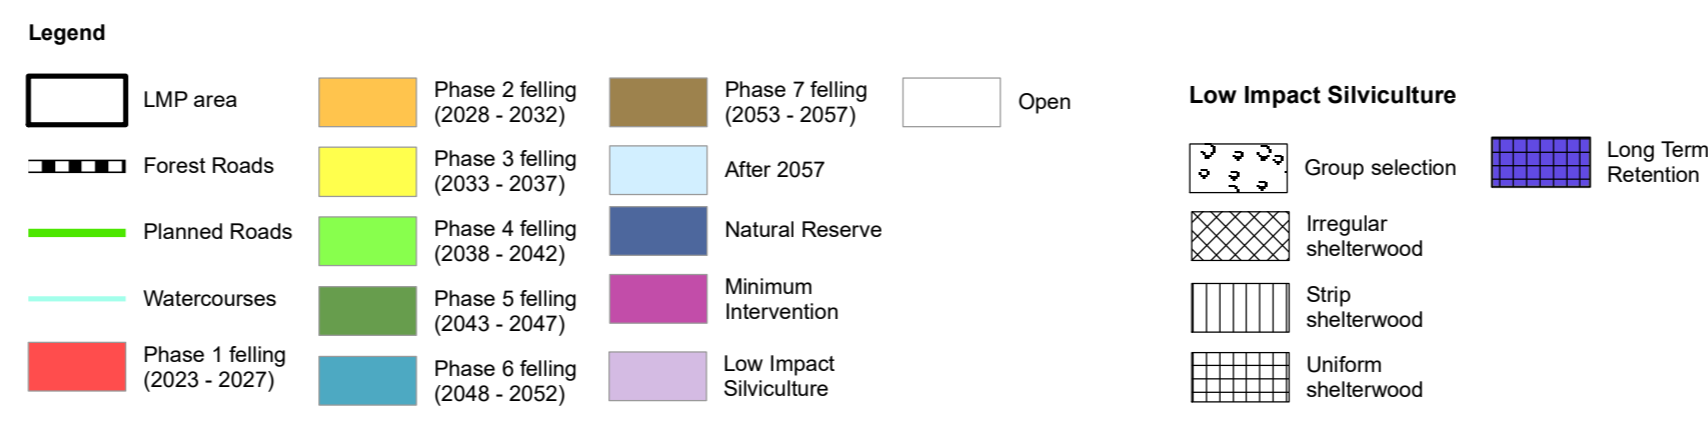 Legend
LMP area
Forest Roads
Planned Roads
Watercourses
Phase 1 felling
(2023 - 2027)
Phase 2 felling
(2028 - 2032)
Phase 3 felling
(2033 - 2037)
Phase 4 felling
(2038 - 2042)
Phase 5 felling
(2043 - 2047)
Phase 6 felling
(2048 - 2052)
Phase 7 felling
(2053 - 2057)
After 2057
Natural Reserve
Minimum
Intervention
Low Impact
Silviculture
Open
Low Impact Silviculture
Group selection
Irregular
shelterwood
Strip
shelterwood
Uniform
shelterwood
Long Term
Retention